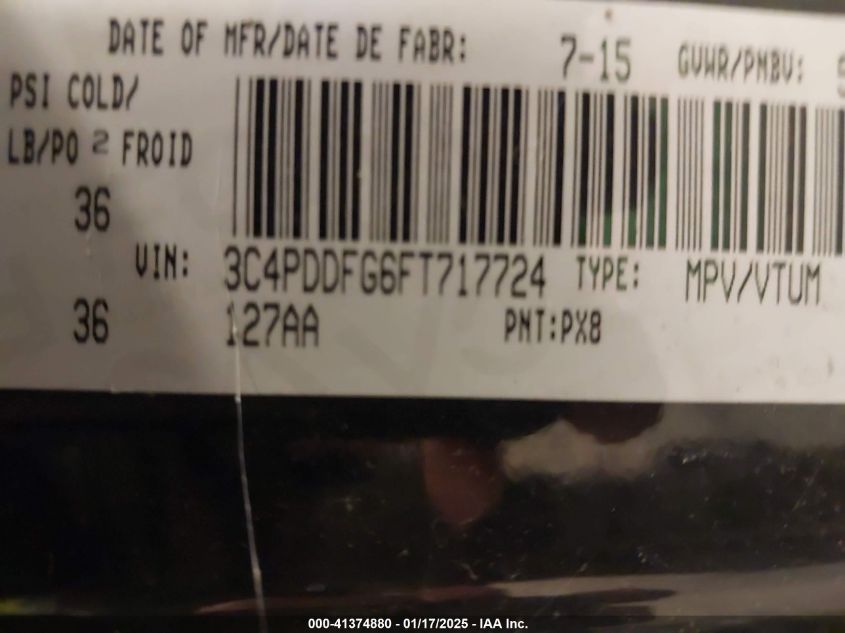 DATE OF MFR/DATE DE FABR: 7-15 GVWR/PNBV:
PSI COLD/
LB/PO 2 FROID
36
VIN: 3C4PDDFG6FT717724 TYPE: MPV/VTUM
36 127AA PNT:PX8
000-41374880 - 01/17/2025 - IAA Inc.